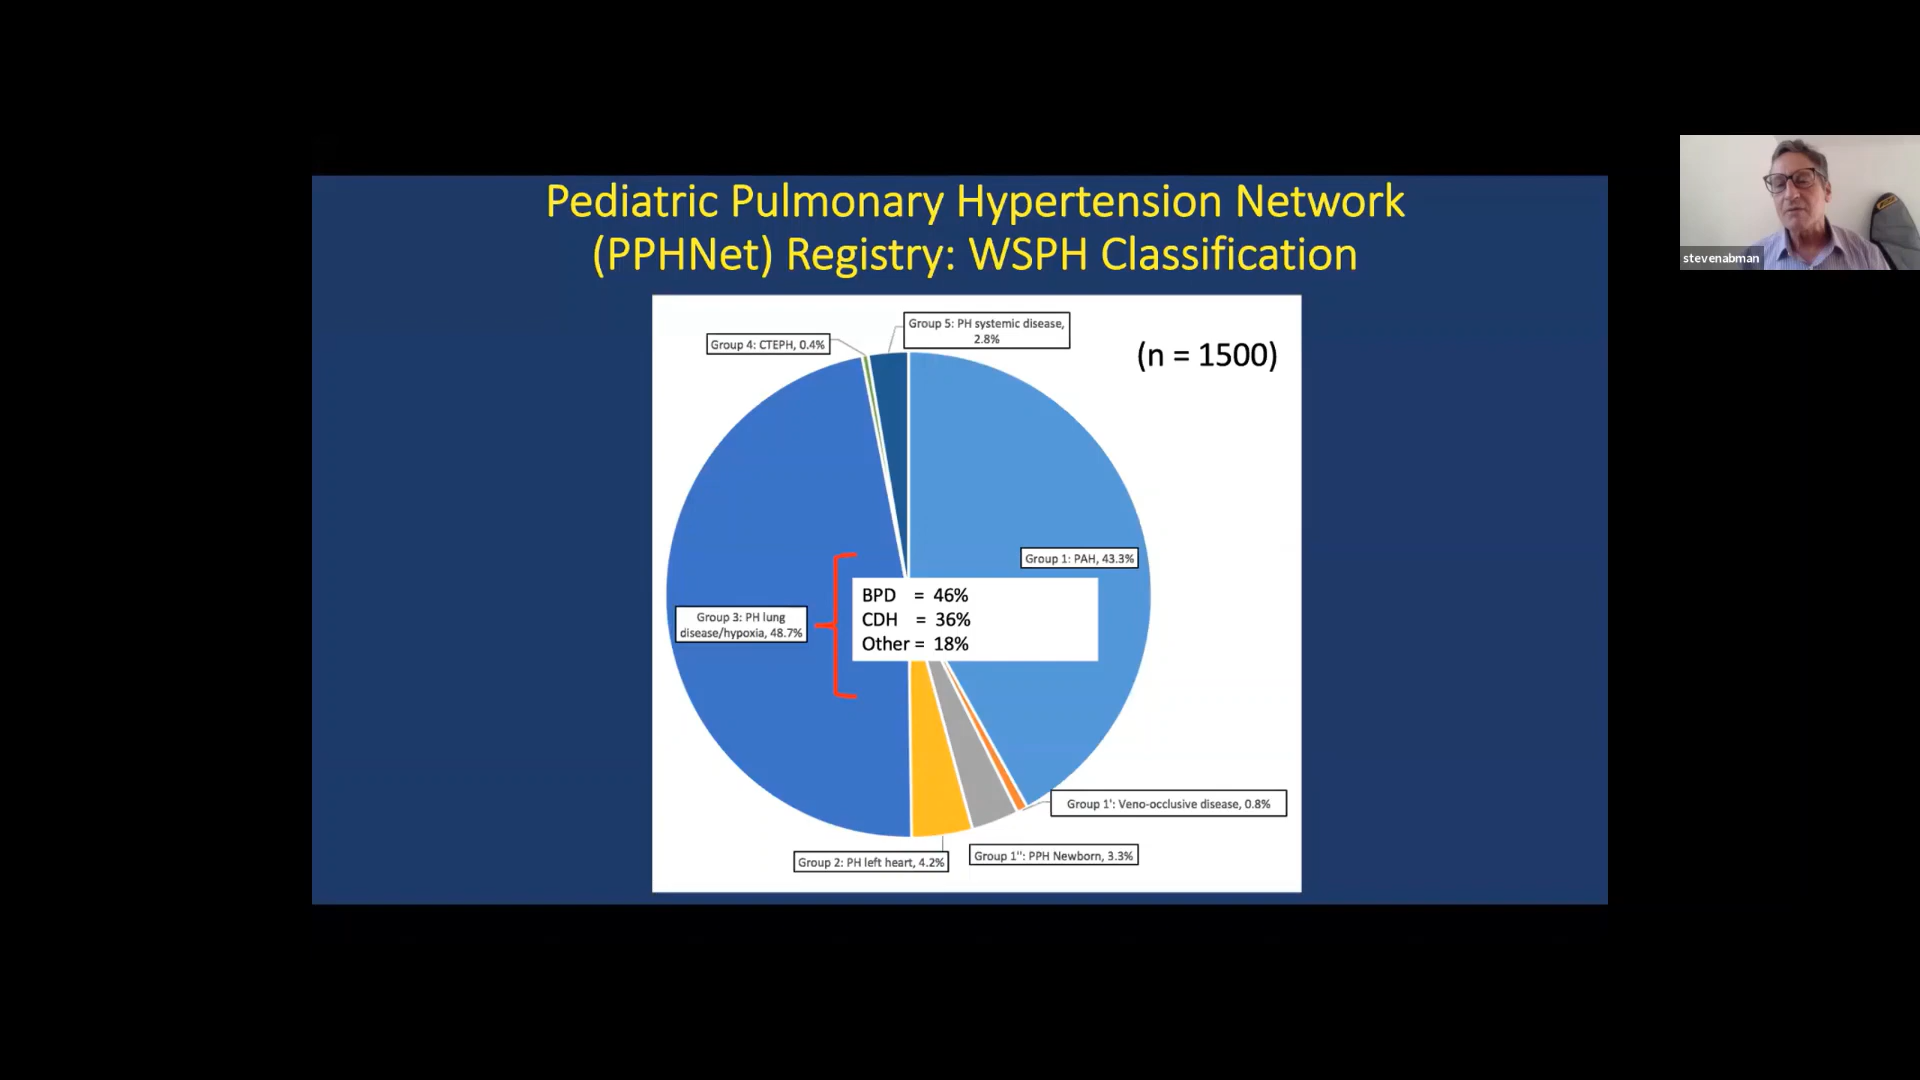 Pediatric Pulmonary Hypertension Network
(PPHNet) Registry: WSPH Classification
Group 5: PH systemic disease,
2.8%
Group 4: CTEPH, 0.4%
(n = 1500)
Group 1: PAH, 43.3%
BPD = 46%
CDH = 36%
Other = 18%
Group 3: PH lung
disease/hypoxia, 48.7%
Group 1': Veno-occlusive disease, 0.8%
Group 1'': PPH Newborn, 3.3%
Group 2: PH left heart, 4.2%
stevenabman